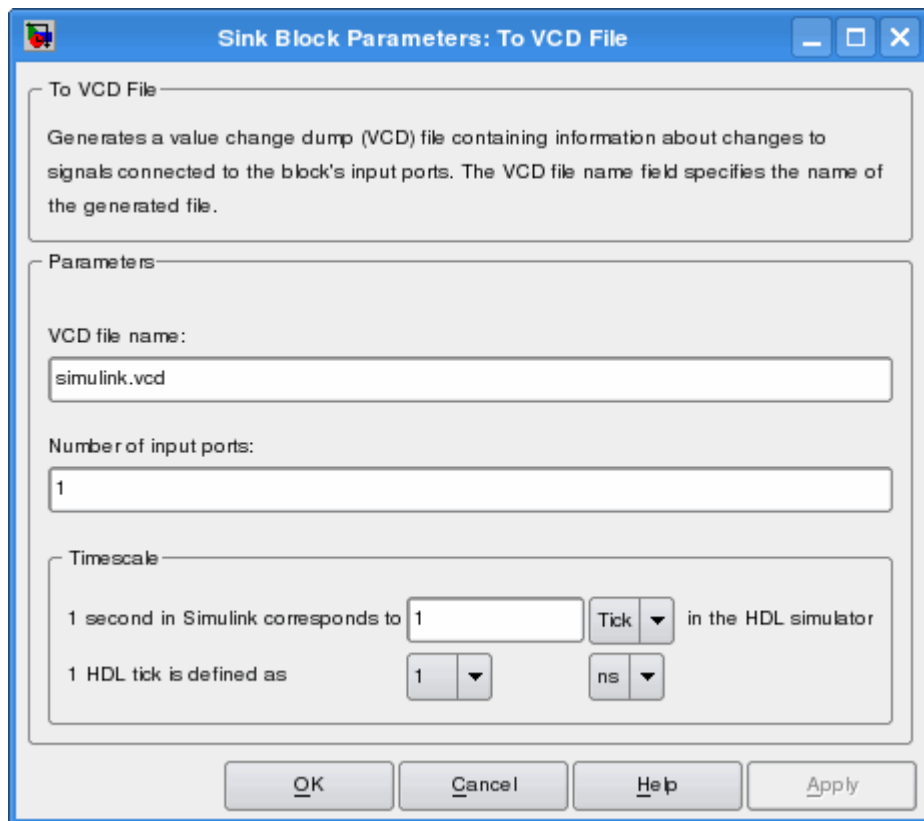 Sink Block Parameters: To VCD File
To VCD File
Generates a value change dump (VCD) file containing information about changes to
signals connected to the block's input ports. The VCD file name field specifies the name of
the generated file.
Parameters
VCD file name:
simulink.vcd
Number of input ports:
1
Timescale
1 second in Simulink corresponds to 1 Tick in the HDL simulator
1 HDL tick is defined as 1 ns
OK Cancel Help Apply